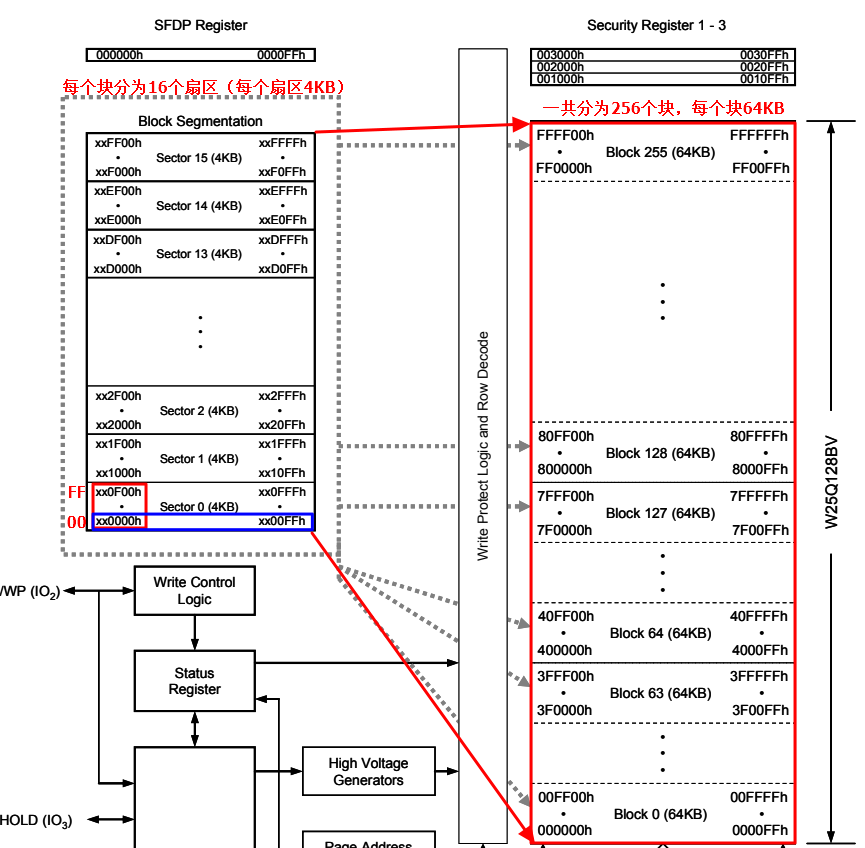 SFDP Register
000000h 0000FFh
每个块分为16个扇区（每个扇区4KB）
Block Segmentation
xxFF00h xxFFFFh
Sector 15 (4KB)
xxF000h xxF0FFh
xxEF00h xxEFFFh
Sector 14 (4KB)
xxE000h xxE0FFh
xxDF00h xxDFFFh
Sector 13 (4KB)
xxD000h xxD0FFh
xx2F00h xx2FFFh
Sector 2 (4KB)
xx2000h xx20FFh
xx1F00h xx1FFFh
Sector 1 (4KB)
xx1000h xx10FFh
FF xx0F00h xx0FFFh
Sector 0 (4KB)
00 xx0000h xx00FFh
Write Protect Logic and Row Decode
Security Register 1 - 3
003000h 0030FFh
002000h 0020FFh
001000h 0010FFh
一共分为256个块，每个块64KB
FFFF00h FFFFFFh
Block 255 (64KB)
FF0000h FF00FFh
80FF00h 80FFFFh
Block 128 (64KB)
800000h 8000FFh
7FFF00h 7FFFFFh
Block 127 (64KB)
7F0000h 7F00FFh
40FF00h 40FFFFh
Block 64 (64KB)
400000h 4000FFh
3FFF00h 3FFFFFh
Block 63 (64KB)
3F0000h 3F00FFh
00FF00h 00FFFFh
Block 0 (64KB)
000000h 0000FFh
W25Q128BV
/WP (IO2)
Write Control
Logic
Status
Register
High Voltage
Generators
HOLD (IO3)
Page Address